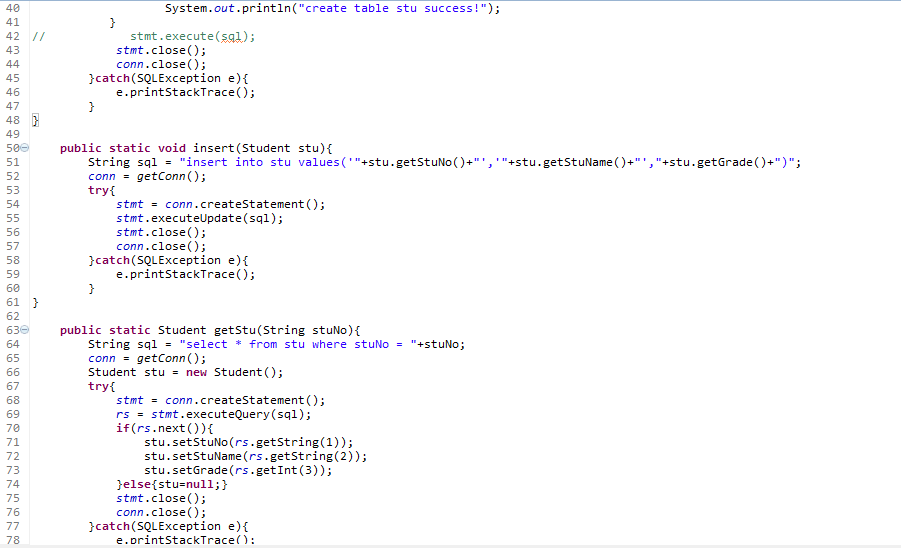 40 System.out.println("create table stu success!");
41 }
42 // stmt.execute(sql);
43 stmt.close();
44 conn.close();
45 }catch(SQLException e){
46 e.printStackTrace();
47 }
48 }
49
50 public static void insert(Student stu){
51 String sql = "insert into stu values('"+stu.getStuNo()+"','"+stu.getStuName()+"',"+stu.getGrade()+")";
52 conn = getConn();
53 try{
54 stmt = conn.createStatement();
55 stmt.executeUpdate(sql);
56 stmt.close();
57 conn.close();
58 }catch(SQLException e){
59 e.printStackTrace();
60 }
61 }
62
63 public static Student getStu(String stuNo){
64 String sql = "select * from stu where stuNo = "+stuNo;
65 conn = getConn();
66 Student stu = new Student();
67 try{
68 stmt = conn.createStatement();
69 rs = stmt.executeQuery(sql);
70 if(rs.next()){
71 stu.setStuNo(rs.getString(1));
72 stu.setStuName(rs.getString(2));
73 stu.setGrade(rs.getInt(3));
74 }else{stu=null;}
75 stmt.close();
76 conn.close();
77 }catch(SQLException e){
78 e.printStackTrace();